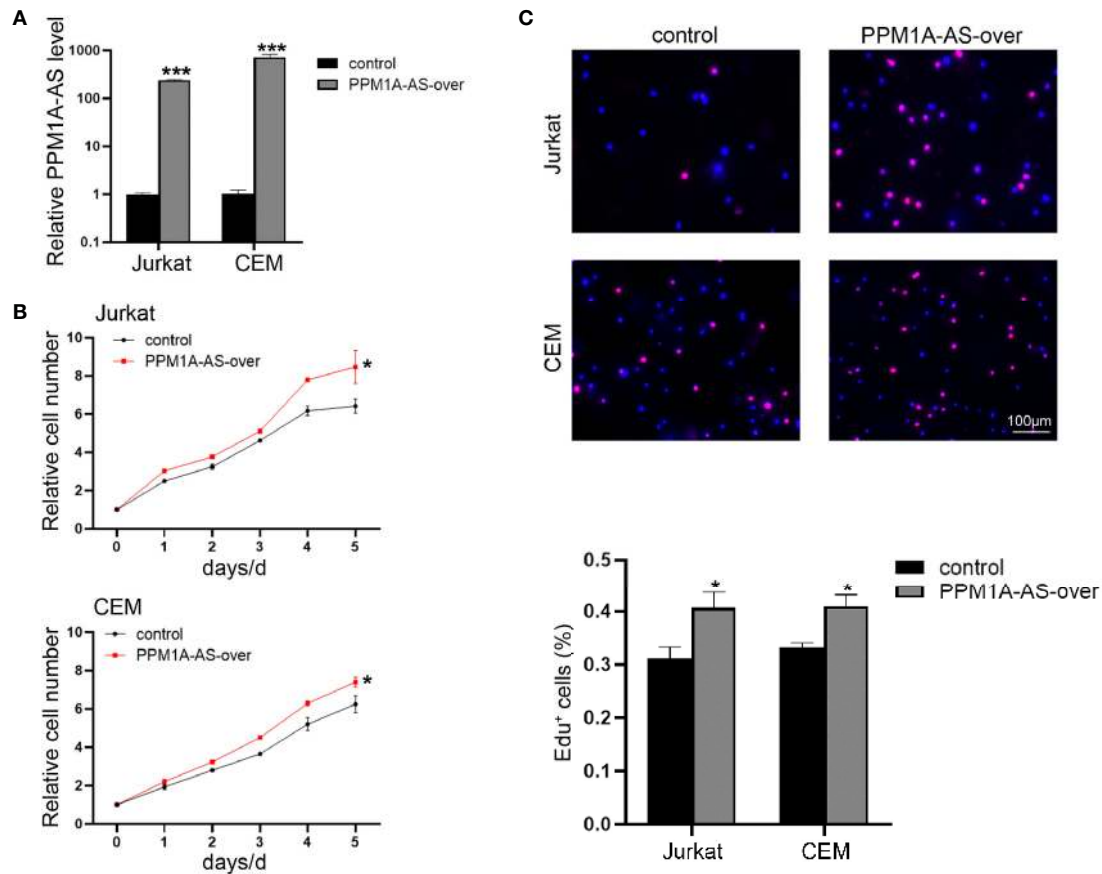 A
Relative PPM1A-AS level
1000
100
10
1
0.1
***
***
Jurkat
CEM
control
PPM1A-AS-over
B
Jurkat
control
PPM1A-AS-over
Relative cell number
10
8
6
4
2
0
*
0 1 2 3 4 5
days/d
CEM
control
PPM1A-AS-over
Relative cell number
10
8
6
4
2
0
*
0 1 2 3 4 5
days/d
C
control
PPM1A-AS-over
Jurkat
CEM
100μm
Edu⁺ cells (%)
0.5
0.4
0.3
0.2
0.1
0.0
*
*
Jurkat
CEM
control
PPM1A-AS-over